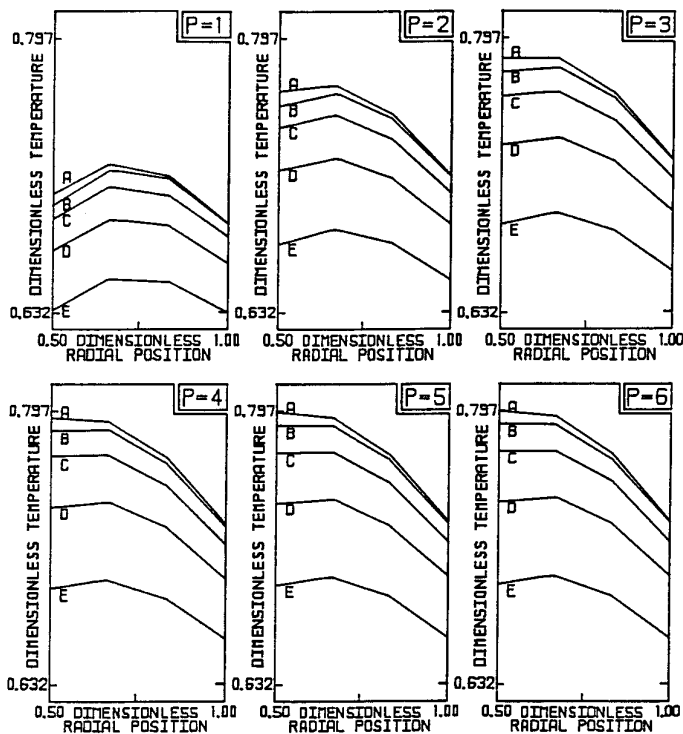 P=1
0.797
DIMENSIONLESS TEMPERATURE
A
B
C
D
E
0.632
0.50 DIMENSIONLESS 1.00
RADIAL POSITION
P=2
0.797
DIMENSIONLESS TEMPERATURE
A
B
C
D
E
0.632
0.50 DIMENSIONLESS 1.00
RADIAL POSITION
P=3
0.797
DIMENSIONLESS TEMPERATURE
A
B
C
D
E
0.632
0.50 DIMENSIONLESS 1.00
RADIAL POSITION
P=4
0.797
DIMENSIONLESS TEMPERATURE
A
B
C
D
E
0.632
0.50 DIMENSIONLESS 1.00
RADIAL POSITION
P=5
0.797
DIMENSIONLESS TEMPERATURE
A
B
C
D
E
0.632
0.50 DIMENSIONLESS 1.00
RADIAL POSITION
P=6
0.797
DIMENSIONLESS TEMPERATURE
A
B
C
D
E
0.632
0.50 DIMENSIONLESS 1.00
RADIAL POSITION